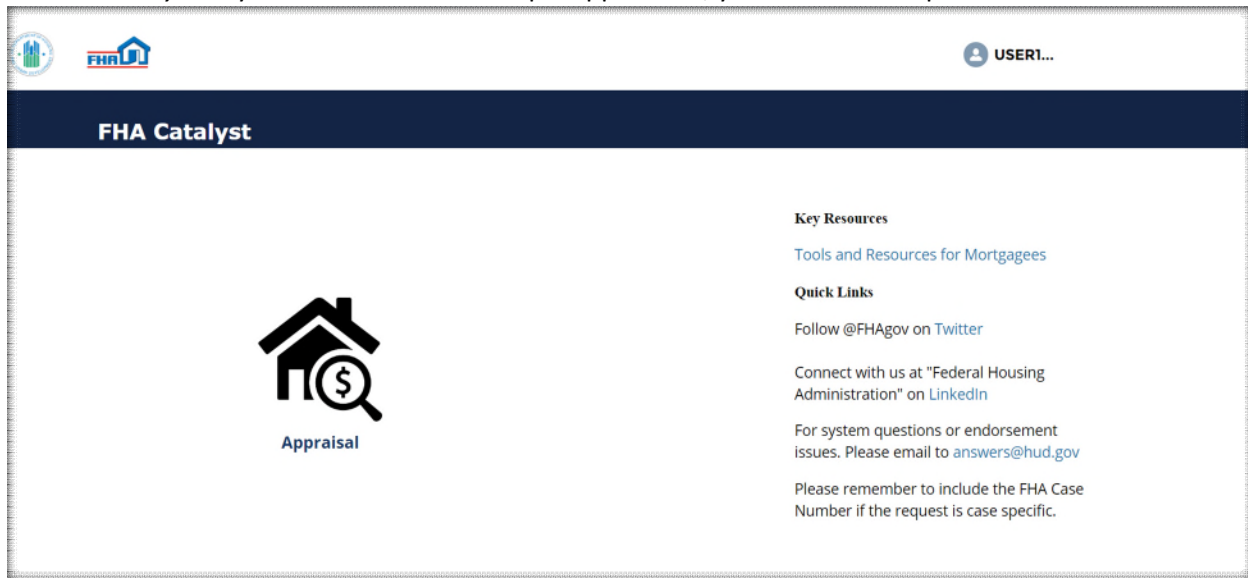 FHA
USER1...
FHA Catalyst
Key Resources
Tools and Resources for Mortgagees
Quick Links
Follow @FHAgov on Twitter
Connect with us at "Federal Housing
Administration" on LinkedIn
For system questions or endorsement
issues. Please email to answers@hud.gov
Please remember to include the FHA Case
Number if the request is case specific.
$
Appraisal